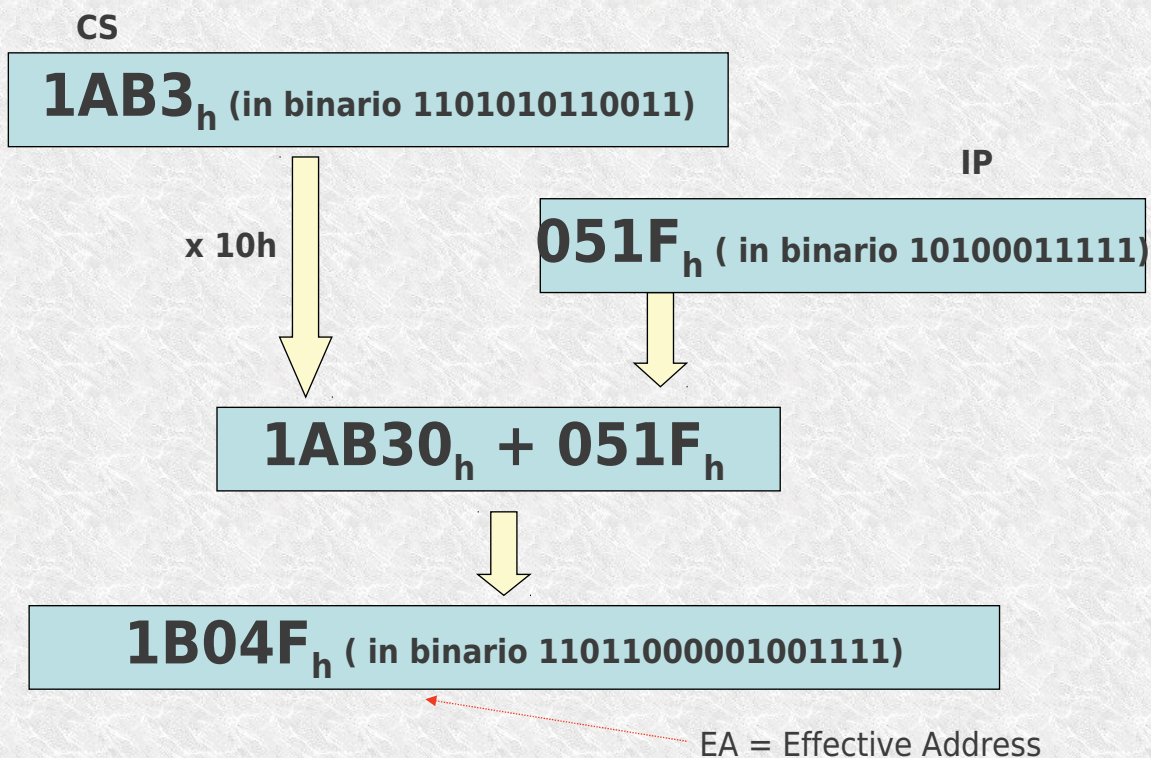 CS
1AB3h (in binario 1101010110011)
IP
x 10h
051Fh ( in binario 10100011111)
1AB30h + 051Fh
1B04Fh ( in binario 11011000001001111)
EA = Effective Address